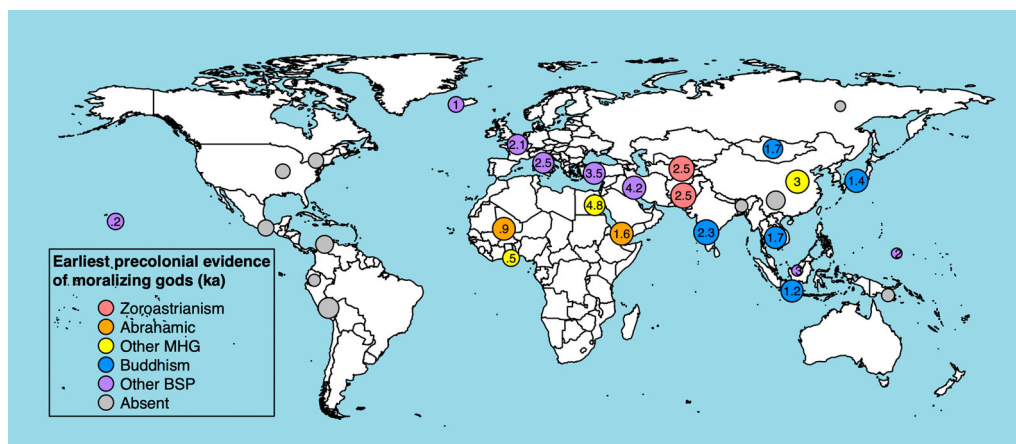 1
2.1
2.5
3.5
4.2
4.8
2.5
2.5
1.7
3
1.4
.2
.9
.5
1.6
2.3
1.7
1.2
Earliest precolonial evidence
of moralizing gods (ka)
Zoroastrianism
Abrahamic
Other MHG
Buddhism
Other BSP
Absent